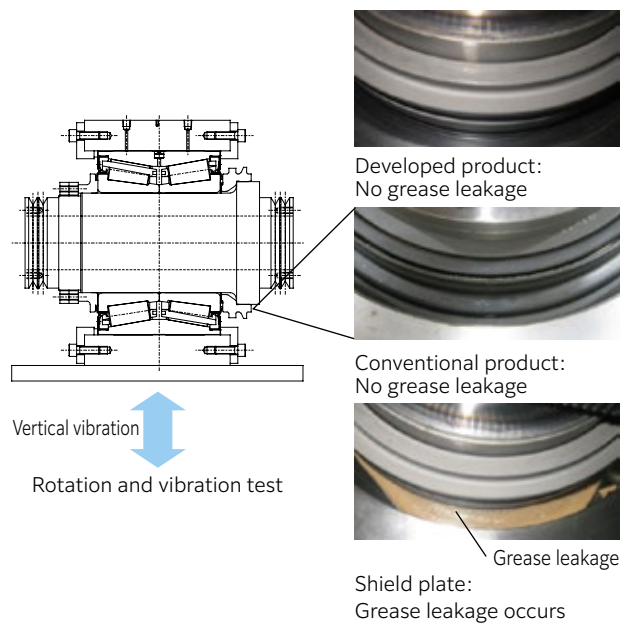 Developed product:
No grease leakage
Conventional product:
No grease leakage
Vertical vibration
Rotation and vibration test
Grease leakage
Shield plate:
Grease leakage occurs